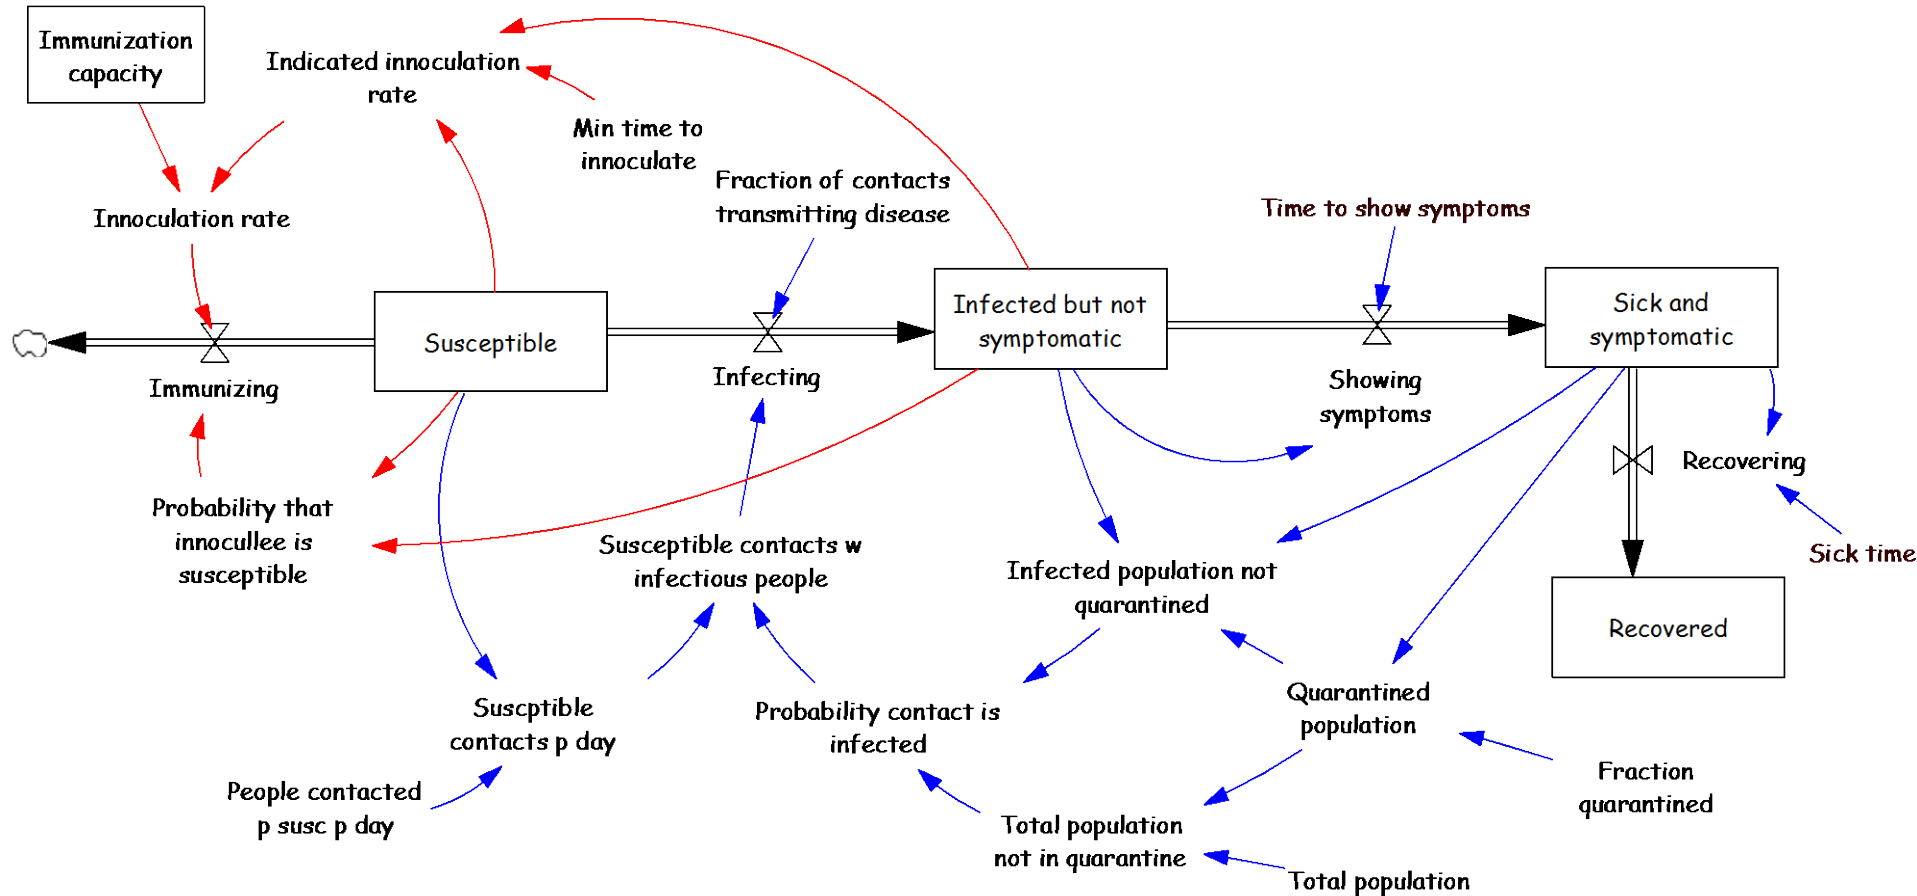 Immunization
capacity
Indicated innoculation
rate
Min time to
innoculate
Fraction of contacts
transmitting disease
Time to show symptoms
Innoculation rate
Susceptible
Infected but not
symptomatic
Sick and
symptomatic
Immunizing
Infecting
Showing
symptoms
Recovering
Probability that
innocullee is
susceptible
Susceptible contacts w
infectious people
Infected population not
quarantined
Sick time
Recovered
Suscptible
contacts p day
Probability contact is
infected
Quarantined
population
People contacted
p susc p day
Fraction
quarantined
Total population
not in quarantine
Total population